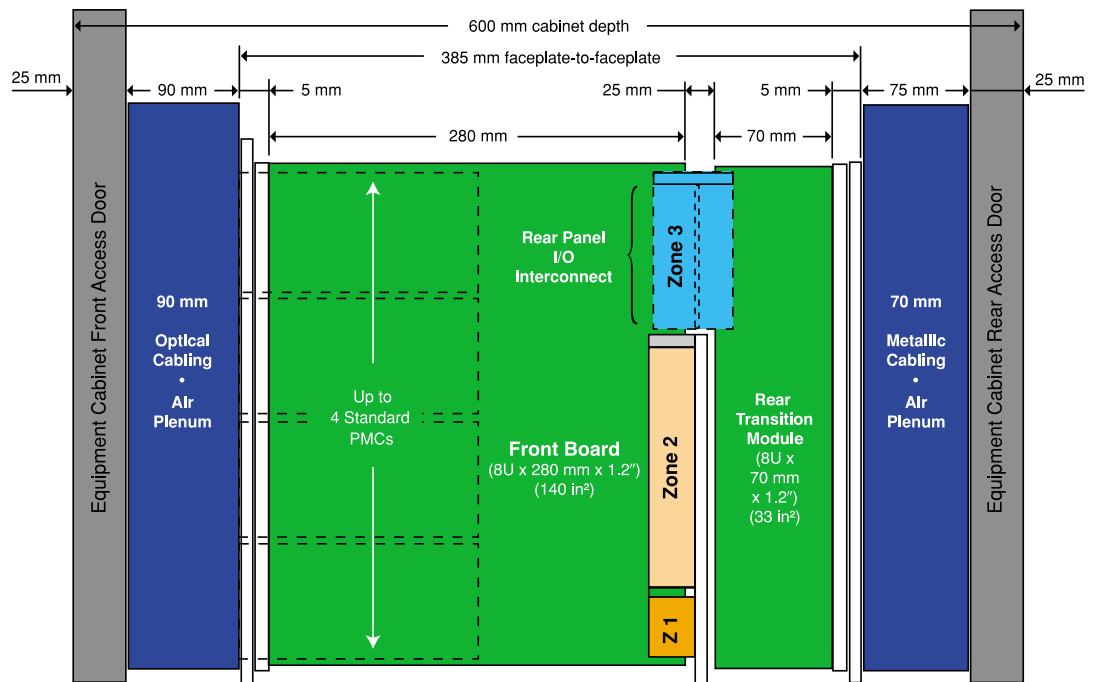 600 mm cabinet depth
385 mm faceplate-to-faceplate
25 mm
90 mm
5 mm
25 mm
5 mm
75 mm
25 mm
280 mm
70 mm
Equipment Cabinet Front Access Door
90 mm
Optical
Cabling
•
Air
Plenum
Up to
4 Standard
PMCs
Rear Panel
I/O
Interconnect
Zone 3
Front Board
(8U x 280 mm x 1.2″)
(140 in²)
Zone 2
Z 1
Rear
Transition
Module
(8U x
70 mm
x 1.2″)
(33 in²)
70 mm
Metallic
Cabling
•
Air
Plenum
Equipment Cabinet Rear Access Door